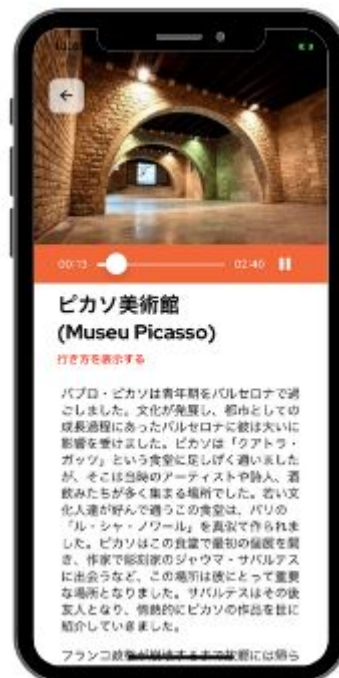 00:13
02:40
ピカソ美術館
(Museu Picasso)
行き方を表示する
パブロ・ピカソは青年期をバルセロナで過
ごしました。文化が発展し、都市としての
成長過程にあったバルセロナに彼は大いに
影響を受けました。ピカソは「クアトラ・
ガッツ」という食堂に足しげく通いました
が、そこは当時のアーティストや詩人、酒
飲みたちが多く集まる場所でした。若い文
化人達が好んで通うこの食堂は、パリの
「ル・シャ・ノワール」を真似て作られま
した。ピカソはこの食堂で最初の個展を開
き、作家で彫刻家のジャウマ・サバルテス
に出会うなど、この場所は彼にとって重要
な場所となりました。サバルテスはその後
友人となり、情熱的にピカソの作品を世に
紹介していきました。
フランコ政